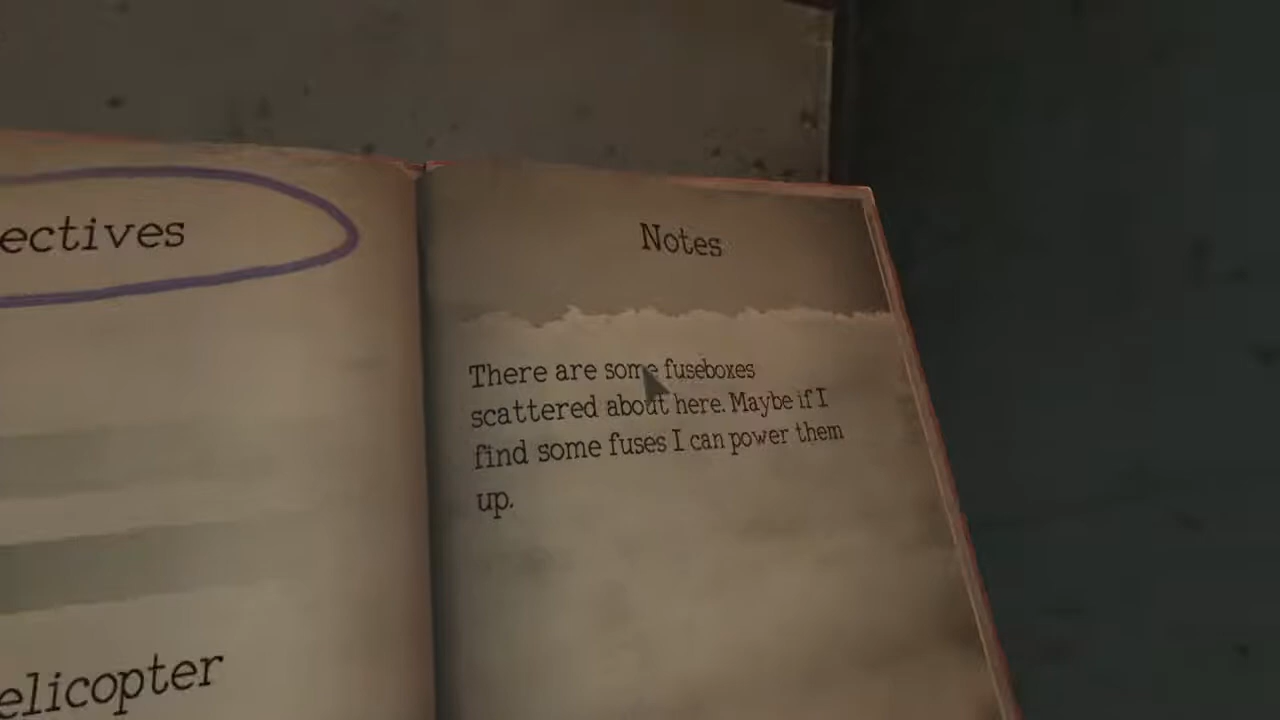 ectives
elicopter
Notes
There are some fuseboxes
scattered about here. Maybe if I
find some fuses I can power them
up.